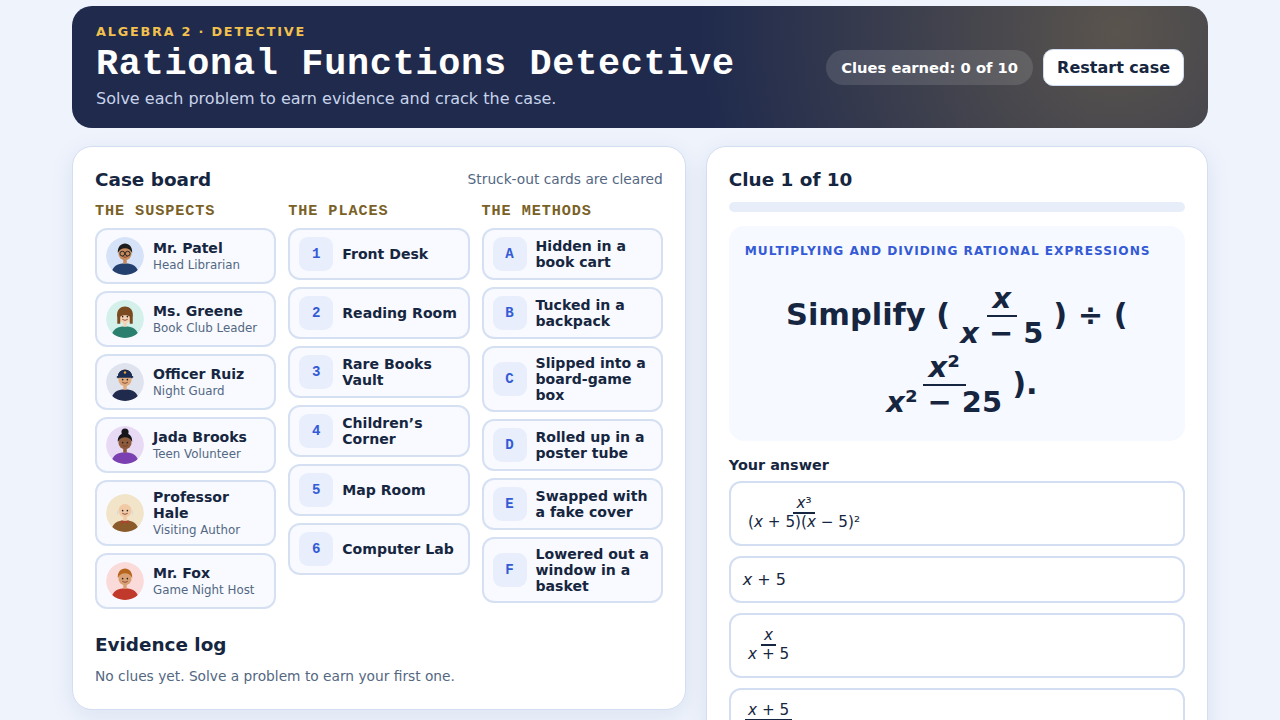 ALGEBRA 2 · DETECTIVE
Rational Functions Detective
Solve each problem to earn evidence and crack the case.
Clues earned: 0 of 10
Restart case
Case board
Struck-out cards are cleared
THE SUSPECTS
Mr. Patel
Head Librarian
Ms. Greene
Book Club Leader
Officer Ruiz
Night Guard
Jada Brooks
Teen Volunteer
Professor
Hale
Visiting Author
Mr. Fox
Game Night Host
THE PLACES
1 Front Desk
2 Reading Room
3 Rare Books
Vault
4 Children’s
Corner
5 Map Room
6 Computer Lab
THE METHODS
A Hidden in a
book cart
B Tucked in a
backpack
C Slipped into a
board-game
box
D Rolled up in a
poster tube
E Swapped with
a fake cover
F Lowered out a
window in a
basket
Evidence log
No clues yet. Solve a problem to earn your first one.
Clue 1 of 10
MULTIPLYING AND DIVIDING RATIONAL EXPRESSIONS
Simplify ( x / x − 5 ) ÷ (
x² / x² − 25 ).
Your answer
x³
(x + 5)(x − 5)²
x + 5
x
x + 5
x + 5